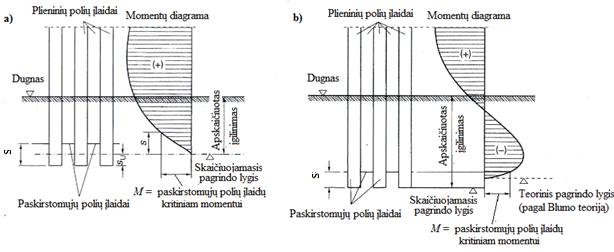 a)
Plieninių polių įlaidai
Momentų diagrama
(+)
Dugnas
Apskaičiuotas
įgilinimas
s
s
sU
Skaičiuojamasis
pagrindo lygis
M = paskirstomųjų polių įlaidų
kritiniam momentui
Paskirstomųjų polių įlaidai
b)
Plieninių polių įlaidai
Momentų diagrama
(+)
Dugnas
Apskaičiuotas
įgilinimas
(−)
s
Paskirstomųjų polių įlaidai
Skaičiuojamasis
pagrindo lygis
Teorinis pagrindo lygis
(pagal Blumo teoriją)
M = paskirstomųjų polių įlaidų
kritiniam momentui